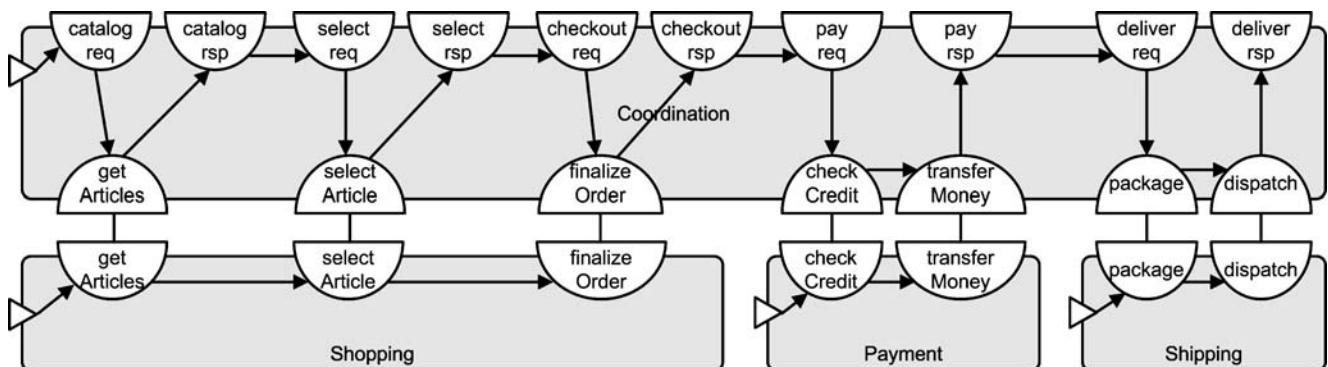 catalog
req
catalog
rsp
select
req
select
rsp
checkout
req
checkout
rsp
pay
req
pay
rsp
deliver
req
deliver
rsp
Coordination
get
Articles
select
Article
finalize
Order
check
Credit
transfer
Money
package
dispatch
get
Articles
select
Article
finalize
Order
check
Credit
transfer
Money
package
dispatch
Shopping
Payment
Shipping